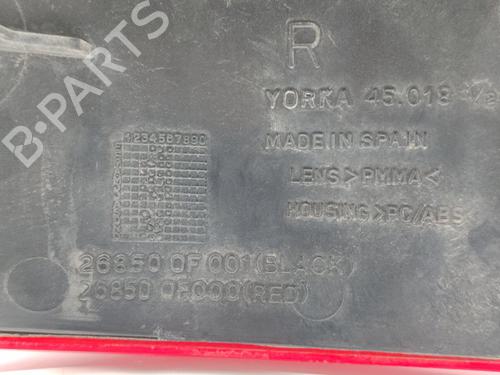 R
YORKA 45.018
MADE IN SPAIN
LENS>PMMA<
HOUSING>PC/ABS
1234567890
26850 0F001(BLACK)
26850 0F000(RED)
B-PARTS